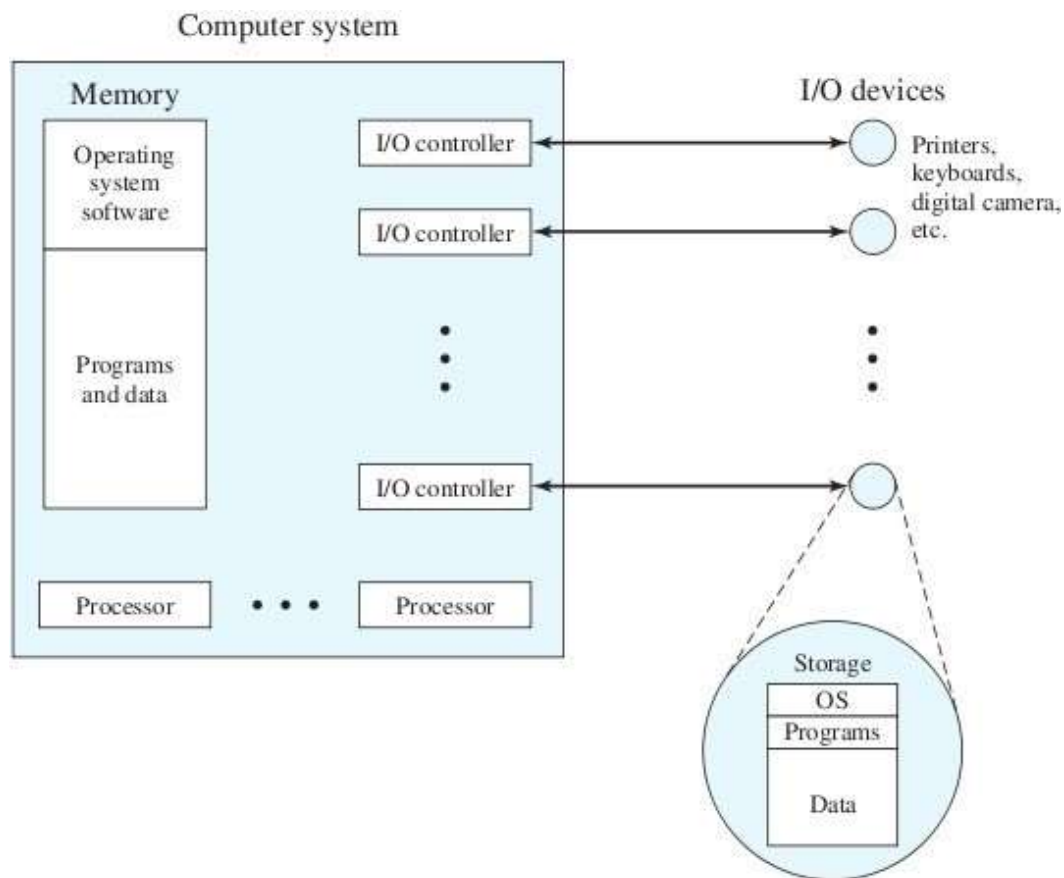 Computer system
Memory
Operating
system
software
Programs
and data
I/O controller
I/O controller
I/O controller
Processor
Processor
I/O devices
Printers,
keyboards,
digital camera,
etc.
Storage
OS
Programs
Data